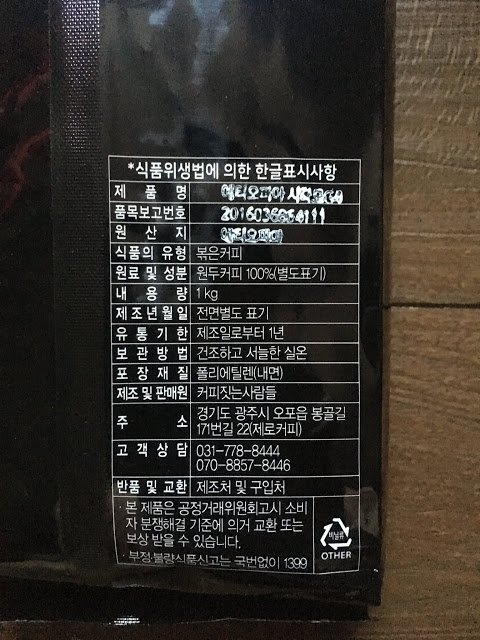 *식품위생법에 의한 한글표시사항
제 품 명 에티오피아 시다모G4
품목보고번호
원 산 지 에티오피아
식품의 유형 볶은커피
원료 및 성분 원두커피 100%(별도표기)
내 용 량 1 kg
제조년월일 전면별도 표기
유 통 기 한 제조일로부터 1년
보 관 방 법 건조하고 서늘한 실온
포 장 재 질 폴리에틸렌(내면)
제조 및 판매원 커피짓는사람들
주 소 경기도 광주시 오포읍 봉골길
171번길 22(제로커피)
고 객 상 담 031-778-8444
070-8857-8446
반품 및 교환 제조처 및 구입처
· 본 제품은 공정거래위원회고시 소비
자 분쟁해결 기준에 의거 교환 또는
보상 받을 수 있습니다.
· 부정·불량식품신고는 국번없이 1399
비닐류
OTHER